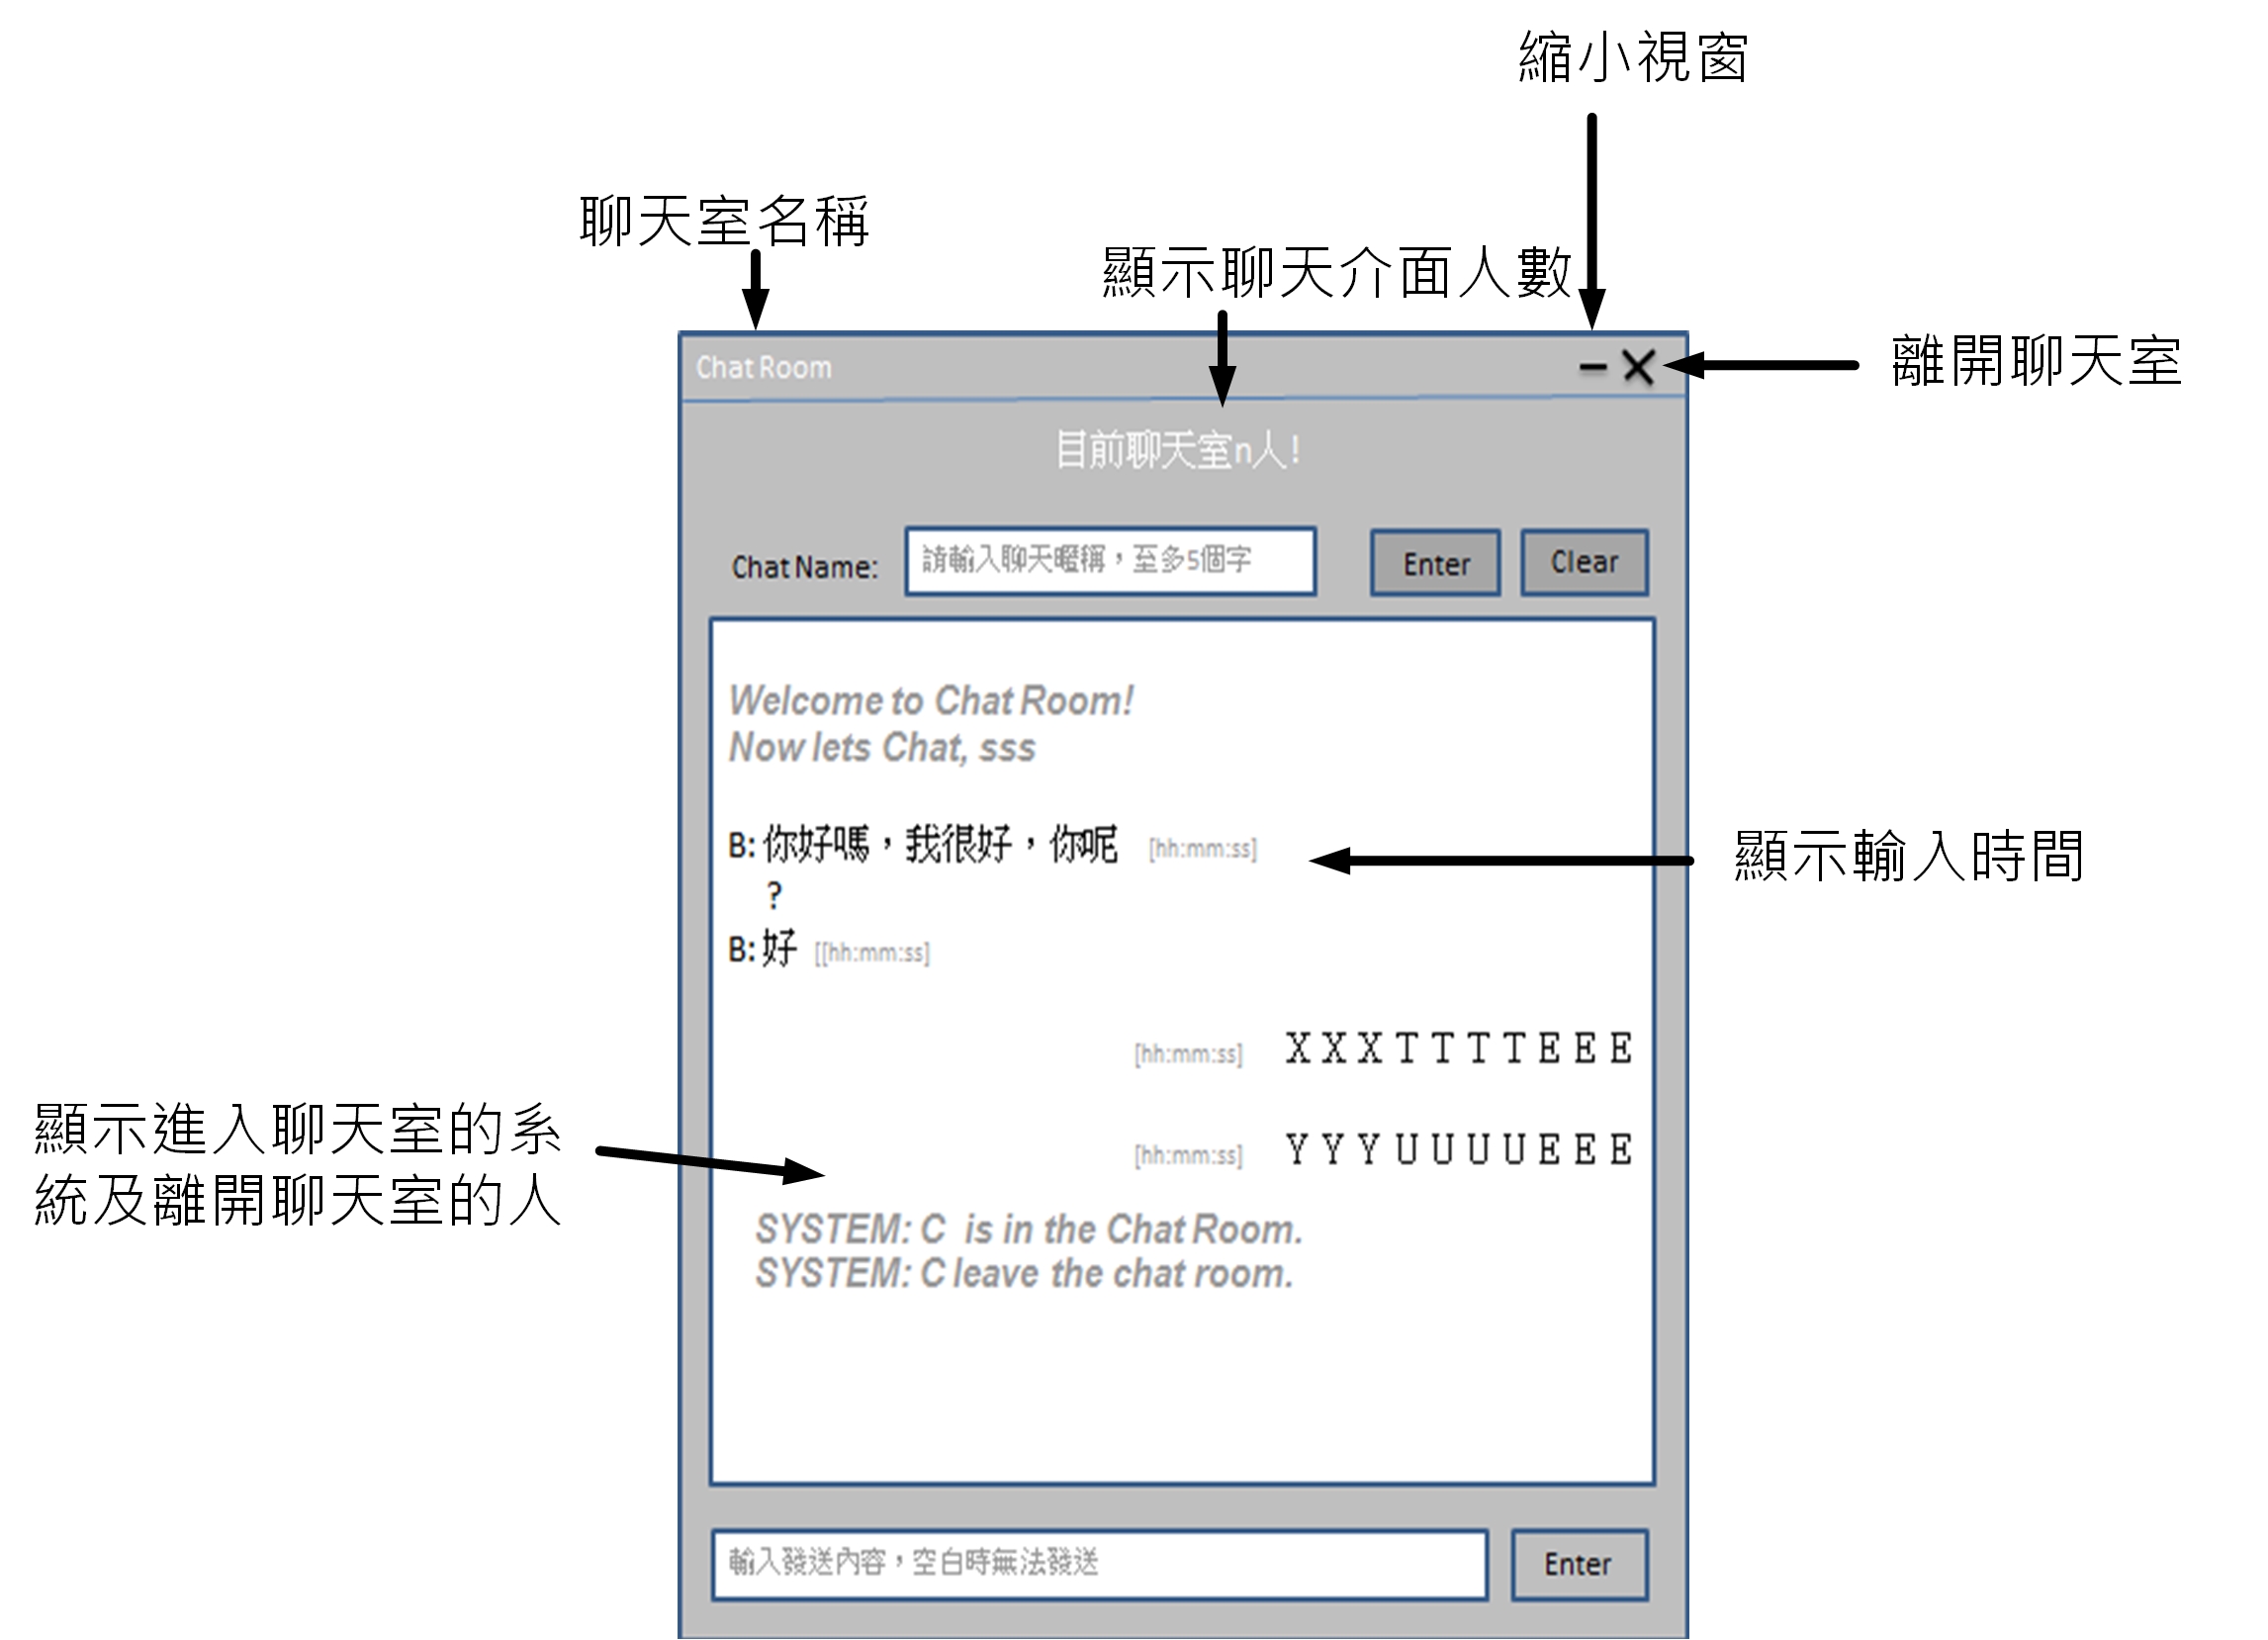 縮小視窗
聊天室名稱
顯示聊天介面人數
Chat Room
離開聊天室
目前聊天室n人!
Chat Name: 請輸入聊天暱稱，至多5個字 Enter Clear
Welcome to Chat Room!
Now lets Chat, sss
B: 你好嗎，我很好，你呢 [hh:mm:ss]
?
顯示輸入時間
B: 好 [[hh:mm:ss]
[hh:mm:ss] XXXTTTTEEE
顯示進入聊天室的系
統及離開聊天室的人
[hh:mm:ss] YYYUUUUEEE
SYSTEM: C is in the Chat Room.
SYSTEM: C leave the chat room.
輸入發送內容，空白時無法發送 Enter